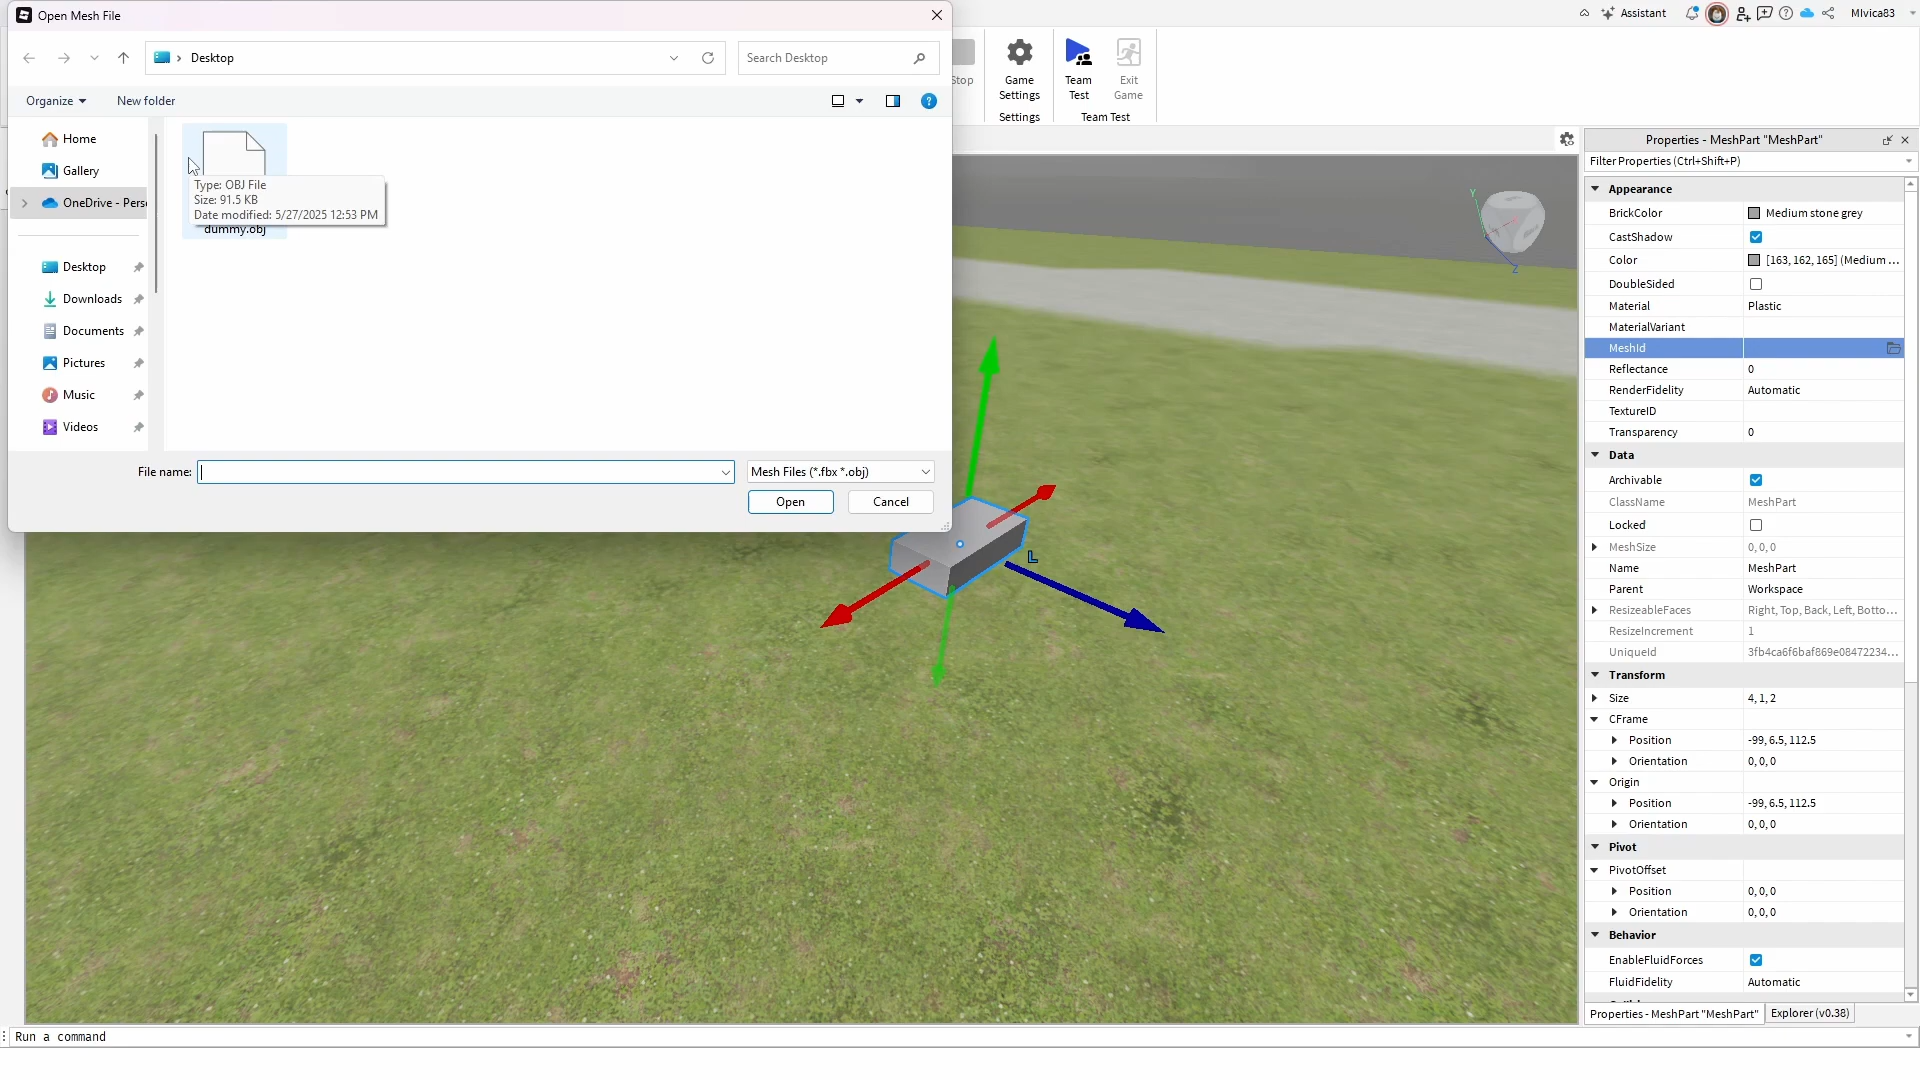 Open Mesh File
Assistant
MIvica83
Desktop
Search Desktop
Stop
Game
Settings
Settings
Team
Test
Exit
Game
Team Test
Organize
New folder
Home
Gallery
OneDrive - Pers
Desktop
Downloads
Documents
Pictures
Music
Videos
Type: OBJ File
Size: 91.5 KB
Date modified: 5/27/2025 12:53 PM
dummy.obj
File name:
Mesh Files (*.fbx *.obj)
Open
Cancel
Y
Z
L
Properties - MeshPart "MeshPart"
Filter Properties (Ctrl+Shift+P)
Appearance
BrickColor Medium stone grey
CastShadow
Color [163, 162, 165] (Medium ...
DoubleSided
Material Plastic
MaterialVariant
MeshId
Reflectance 0
RenderFidelity Automatic
TextureID
Transparency 0
Data
Archivable
ClassName MeshPart
Locked
MeshSize 0, 0, 0
Name MeshPart
Parent Workspace
ResizeableFaces Right, Top, Back, Left, Botto...
ResizeIncrement 1
UniqueId 3fb4ca6f6baf869e08472234...
Transform
Size 4, 1, 2
CFrame
Position -99, 6.5, 112.5
Orientation 0, 0, 0
Origin
Position -99, 6.5, 112.5
Orientation 0, 0, 0
Pivot
PivotOffset
Position 0, 0, 0
Orientation 0, 0, 0
Behavior
EnableFluidForces
FluidFidelity Automatic
Properties - MeshPart "MeshPart"
Explorer (v0.38)
Run a command